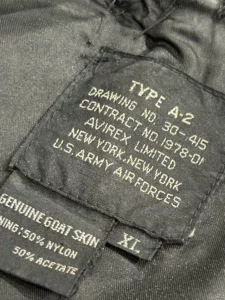 TYPE A-2
DRAWING NO. 30-415
CONTRACT NO. 1978-01
AVIREX LIMITED
NEW YORK, NEW YORK
U.S. ARMY AIR FORCES
GENUINE GOAT SKIN
NING: 50% NYLON
50% ACETATE
XL